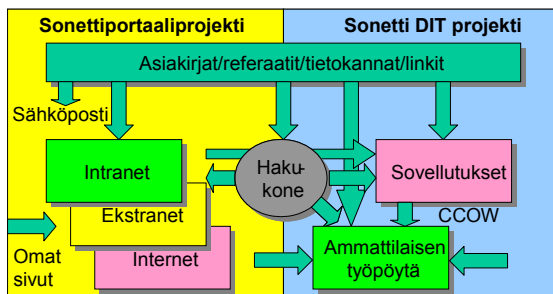 Sonettiportaaliprojekti
Sonetti DIT projekti
Asiakirjat/referaatit/tietokannat/linkit
Sähköposti
Intranet
Haku-
kone
Sovellutukset
Ekstranet
CCOW
Omat
sivut
Internet
Ammattilaisen
työpöytä